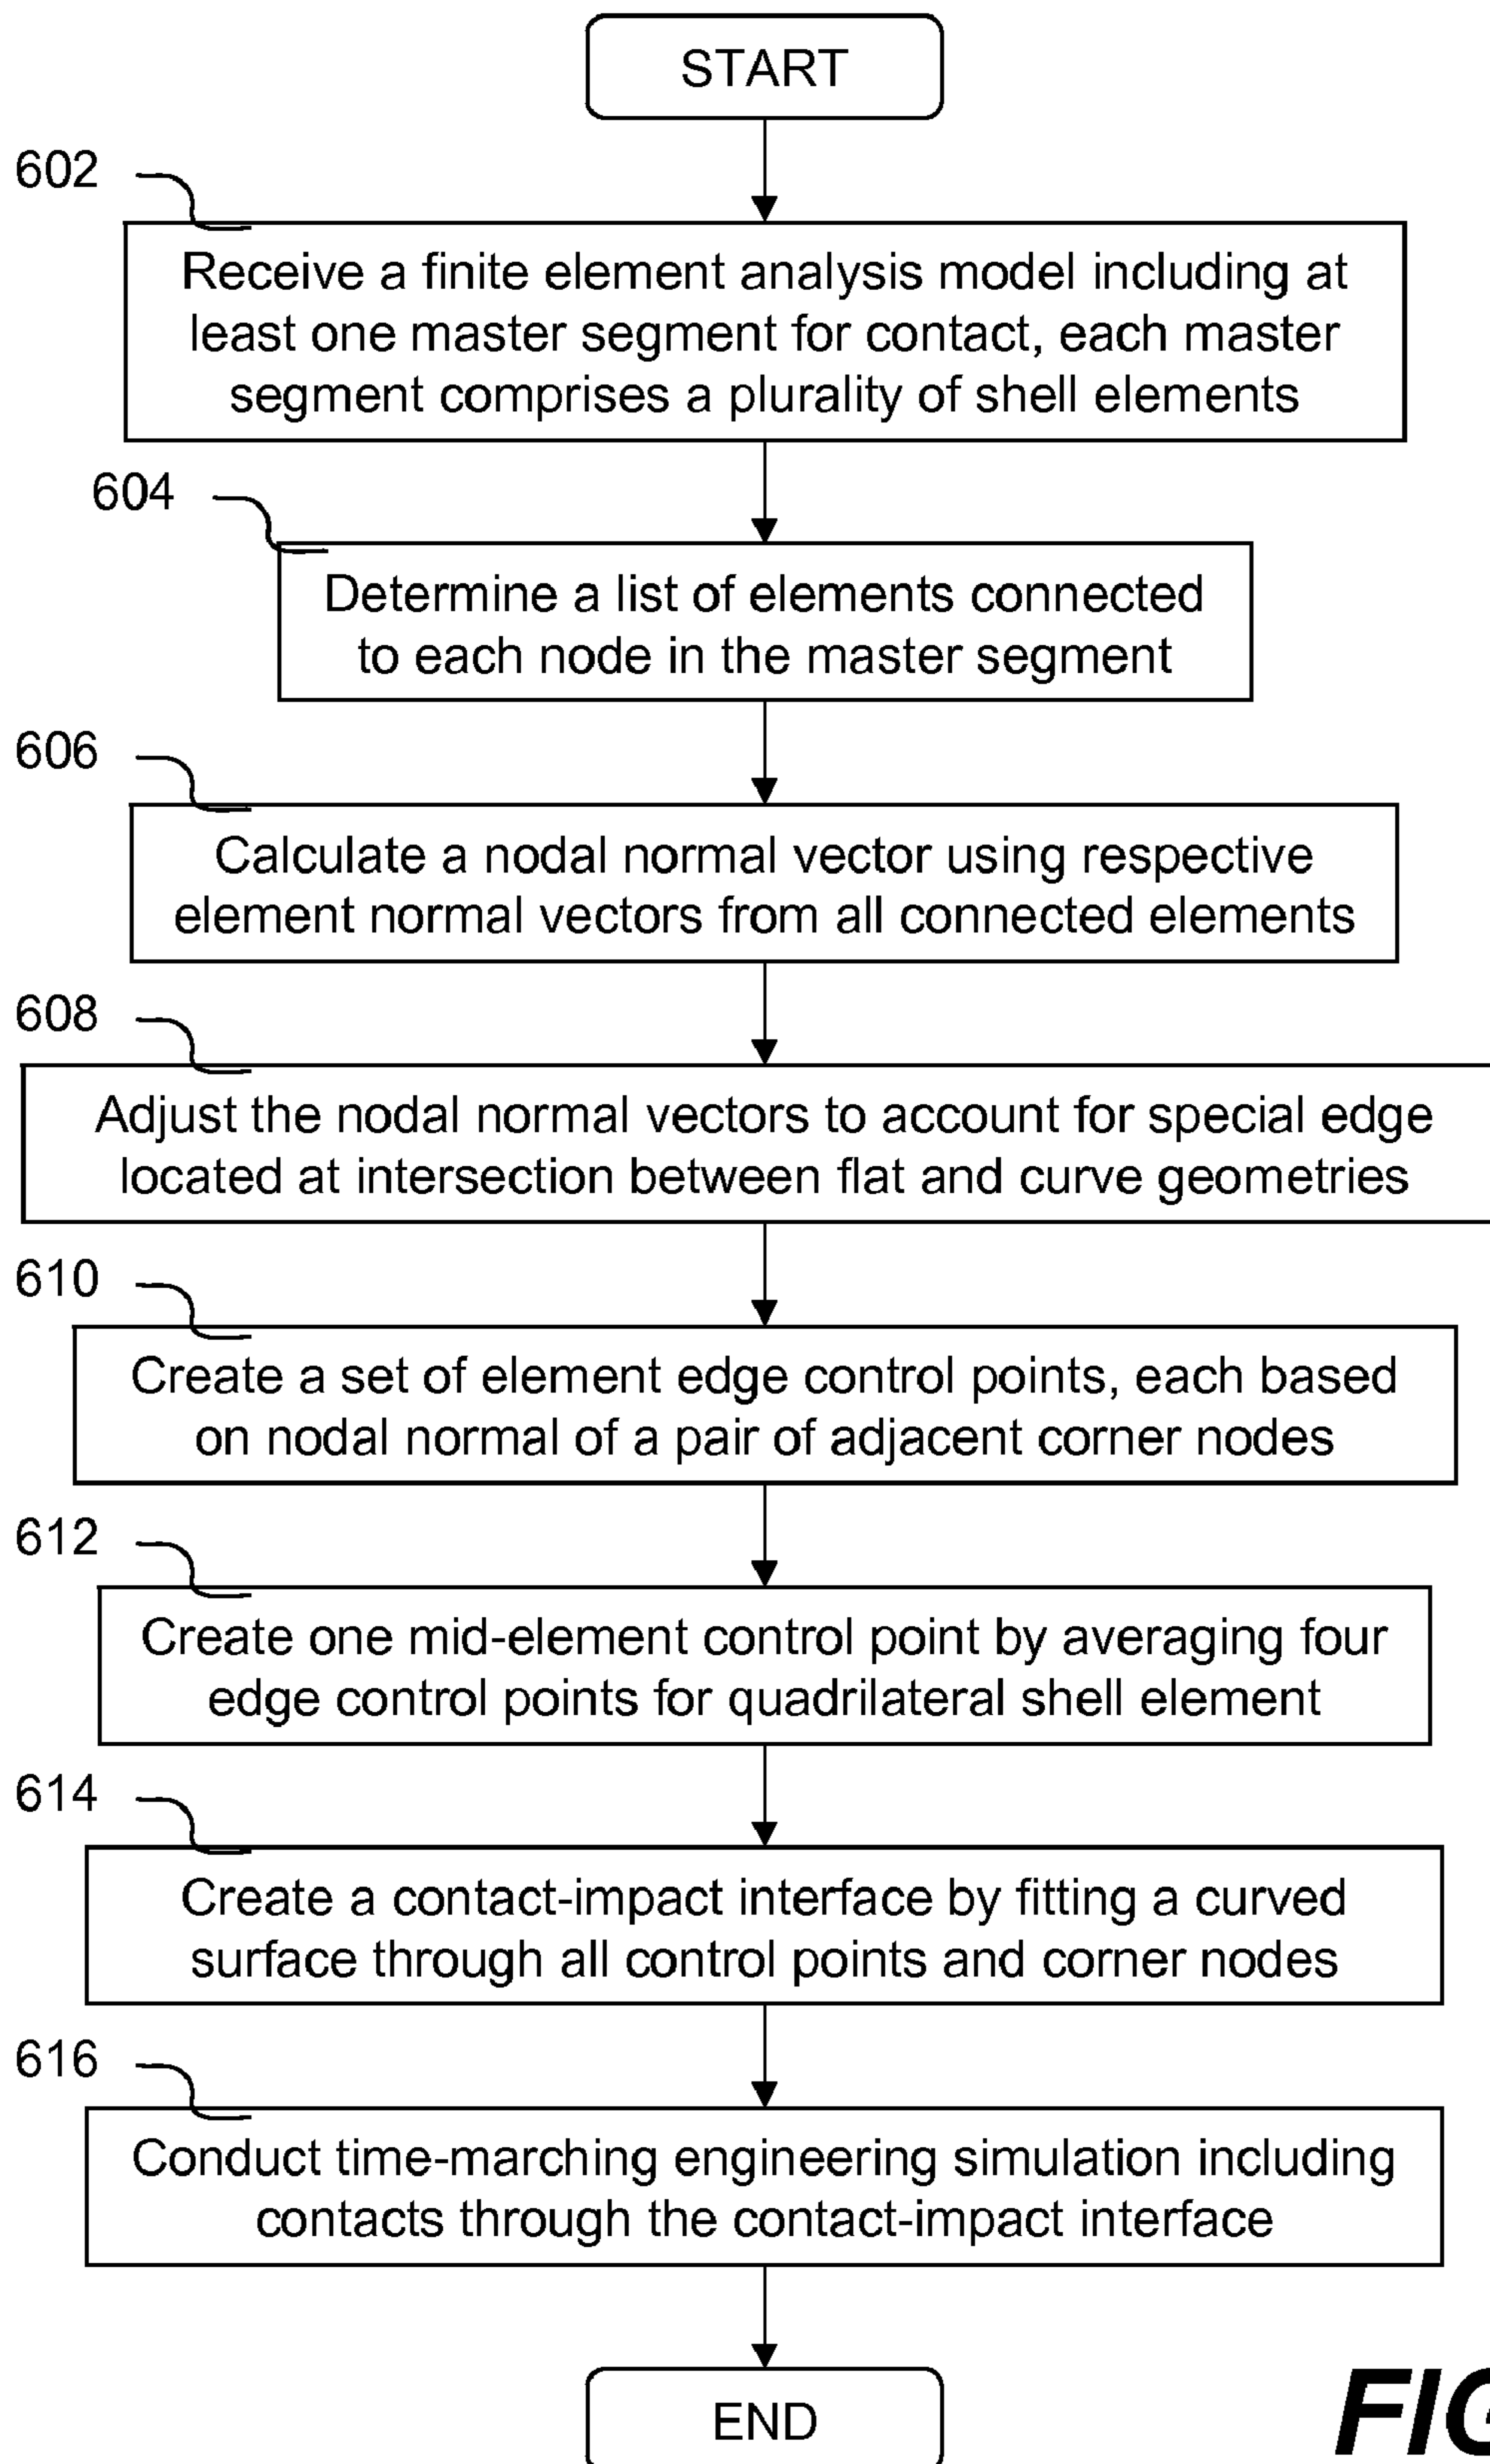 START
602
Receive a finite element analysis model including at
least one master segment for contact, each master
segment comprises a plurality of shell elements
604
Determine a list of elements connected
to each node in the master segment
606
Calculate a nodal normal vector using respective
element normal vectors from all connected elements
608
Adjust the nodal normal vectors to account for special edge
located at intersection between flat and curve geometries
610
Create a set of element edge control points, each based
on nodal normal of a pair of adjacent corner nodes
612
Create one mid-element control point by averaging four
edge control points for quadrilateral shell element
614
Create a contact-impact interface by fitting a curved
surface through all control points and corner nodes
616
Conduct time-marching engineering simulation including
contacts through the contact-impact interface
END
FIG